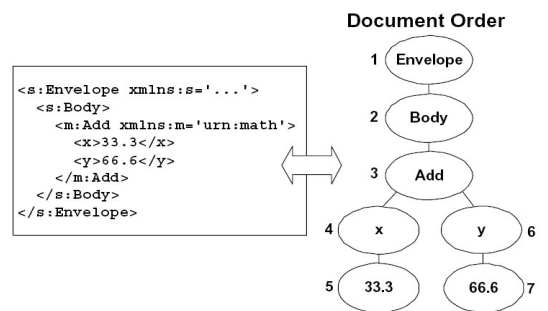 Document Order
<s:Envelope xmlns:s='...'>
<s:Body>
<m:Add xmlns:m='urn:math'>
<x>33.3</x>
<y>66.6</y>
</m:Add>
</s:Body>
</s:Envelope>
1 Envelope
2 Body
3 Add
4 x y 6
5 33.3 66.6 7